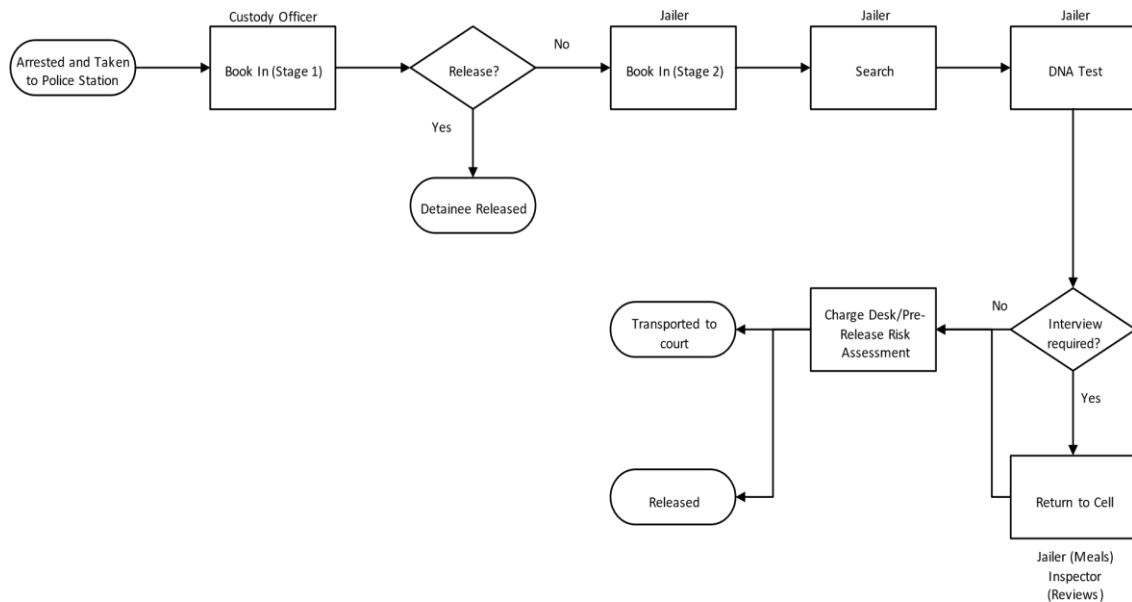 Custody Officer
Jailer
Jailer
Jailer
Arrested and Taken
to Police Station
Book In (Stage 1)
Release?
No
Book In (Stage 2)
Search
DNA Test
Yes
Detainee Released
Transported to
court
Charge Desk/Pre-
Release Risk
Assessment
No
Interview
required?
Yes
Released
Return to Cell
Jailer (Meals)
Inspector
(Reviews)